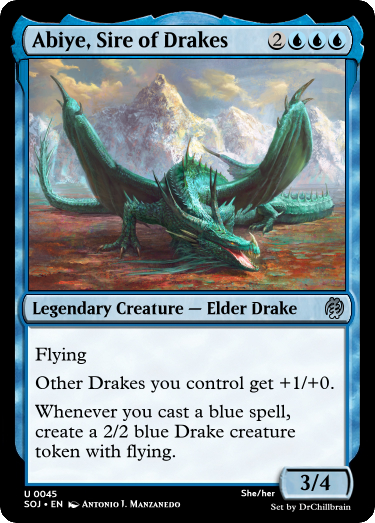 Abiye, Sire of Drakes 2
Legendary Creature — Elder Drake
Flying
Other Drakes you control get +1/+0.
Whenever you cast a blue spell,
create a 2/2 blue Drake creature
token with flying.
3/4
U 0045
SOJ • EN Antonio J. Manzanedo
She/her
Set by DrChillbrain